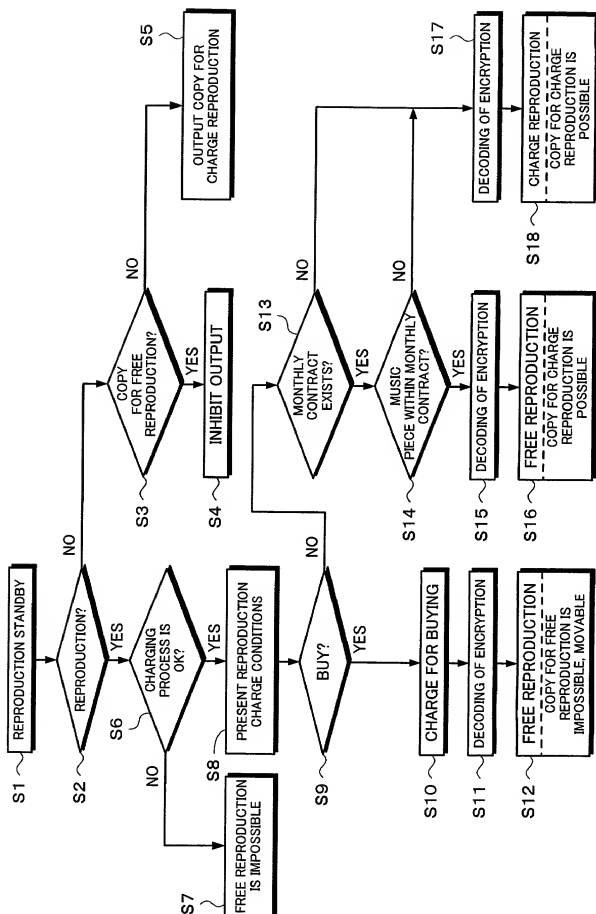 S1
REPRODUCTION STANDBY
S2
REPRODUCTION?
NO
YES
S3
COPY
FOR FREE
REPRODUCTION?
NO
YES
S4
INHIBIT OUTPUT
S5
OUTPUT COPY FOR
CHARGE REPRODUCTION
S6
CHARGING
PROCESS IS
OK?
NO
YES
S7
FREE REPRODUCTION
IS IMPOSSIBLE
S8
PRESENT REPRODUCTION
CHARGE CONDITIONS
S9
BUY?
NO
YES
S10
CHARGE FOR BUYING
S11
DECODING OF ENCRYPTION
S12
FREE REPRODUCTION
COPY FOR FREE
REPRODUCTION IS
IMPOSSIBLE, MOVABLE
S13
MONTHLY
CONTRACT
EXISTS?
NO
YES
S14
MUSIC
PIECE WITHIN MONTHLY
CONTRACT?
NO
YES
S15
DECODING OF ENCRYPTION
S16
FREE REPRODUCTION
COPY FOR CHARGE
REPRODUCTION IS
POSSIBLE
S17
DECODING OF ENCRYPTION
S18
CHARGE REPRODUCTION
COPY FOR CHARGE
REPRODUCTION IS
POSSIBLE